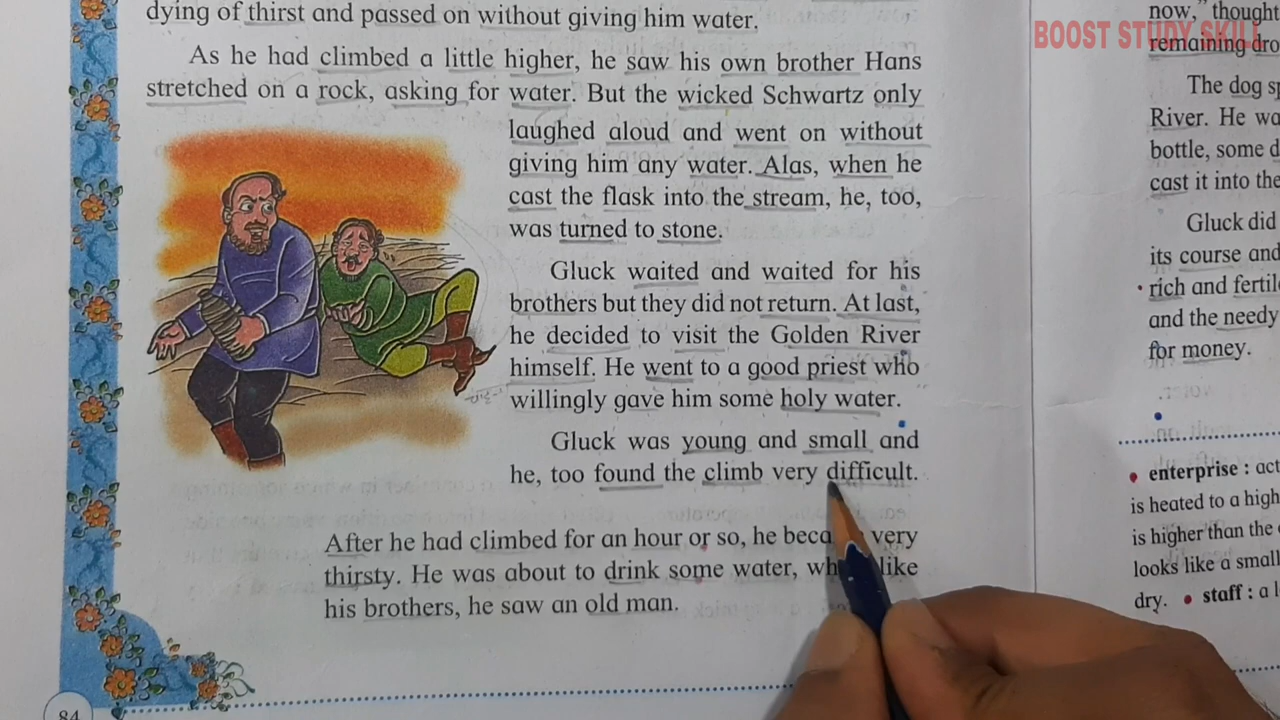 dying of thirst and passed on without giving him water.
As he had climbed a little higher, he saw his own brother Hans
stretched on a rock, asking for water. But the wicked Schwartz only
laughed aloud and went on without
giving him any water. Alas, when he
cast the flask into the stream, he, too,
was turned to stone.
Gluck waited and waited for his
brothers but they did not return. At last,
he decided to visit the Golden River
himself. He went to a good priest who
willingly gave him some holy water.
Gluck was young and small and
he, too found the climb very difficult.
After he had climbed for an hour or so, he very
thirsty. He was about to drink some water, like
his brothers, he saw an old man.
84
BOOST STUDY SKILL
now," thought
remaining
The dog
River. He
bottle, some
cast it into the
Gluck did
its course and
rich and
and the needy
for money.
• enterprise :
is heated to a high
is higher than the
looks like a small
dry. • staff : a